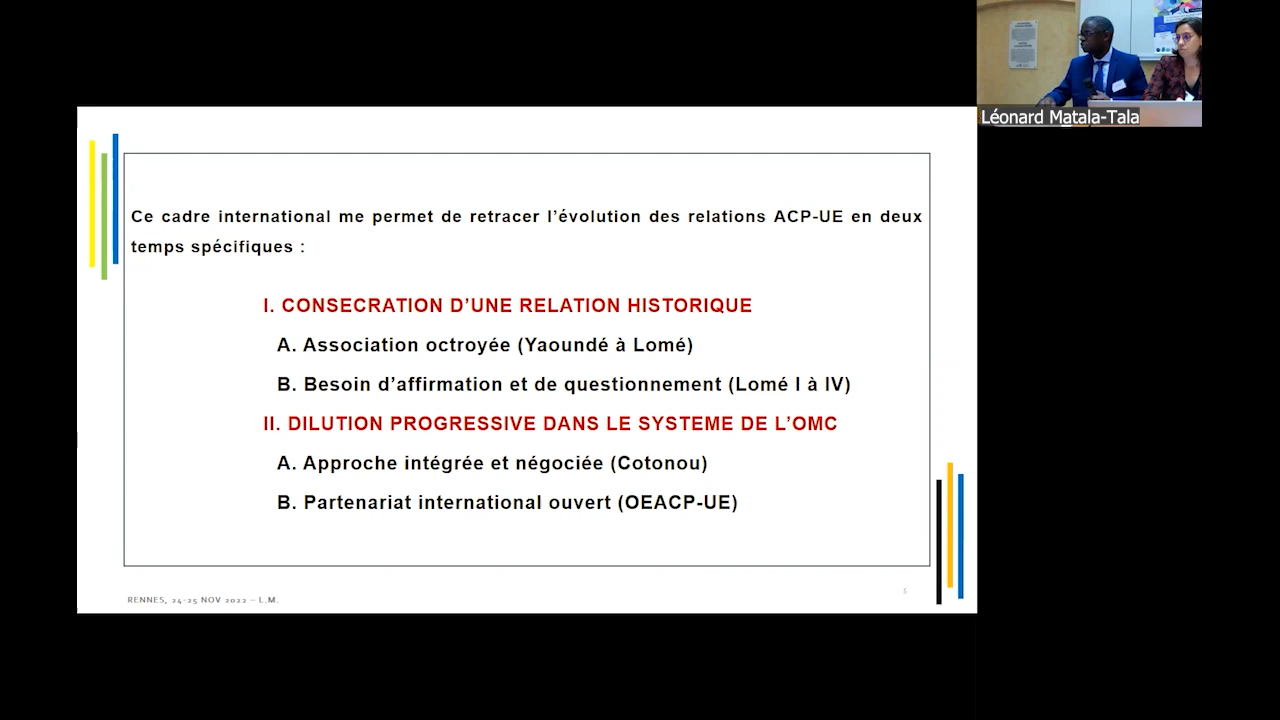 Léonard Matala-Tala
Ce cadre international me permet de retracer l’évolution des relations ACP-UE en deux
temps spécifiques :
I. CONSECRATION D’UNE RELATION HISTORIQUE
A. Association octroyée (Yaoundé à Lomé)
B. Besoin d’affirmation et de questionnement (Lomé I à IV)
II. DILUTION PROGRESSIVE DANS LE SYSTEME DE L’OMC
A. Approche intégrée et négociée (Cotonou)
B. Partenariat international ouvert (OEACP-UE)
RENNES, 24-25 NOV 2022 – L.M.